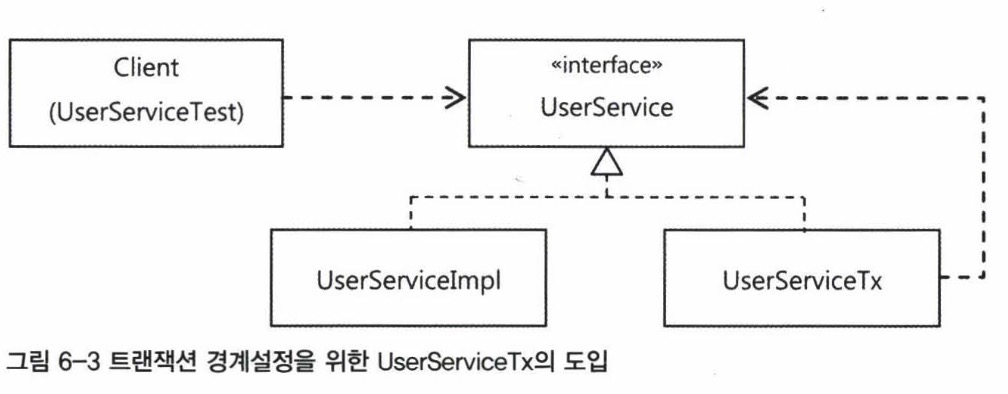 Client
(UserServiceTest)
«interface»
UserService
UserServiceImpl
UserServiceTx
그림 6-3 트랜잭션 경계설정을 위한 UserServiceTx의 도입